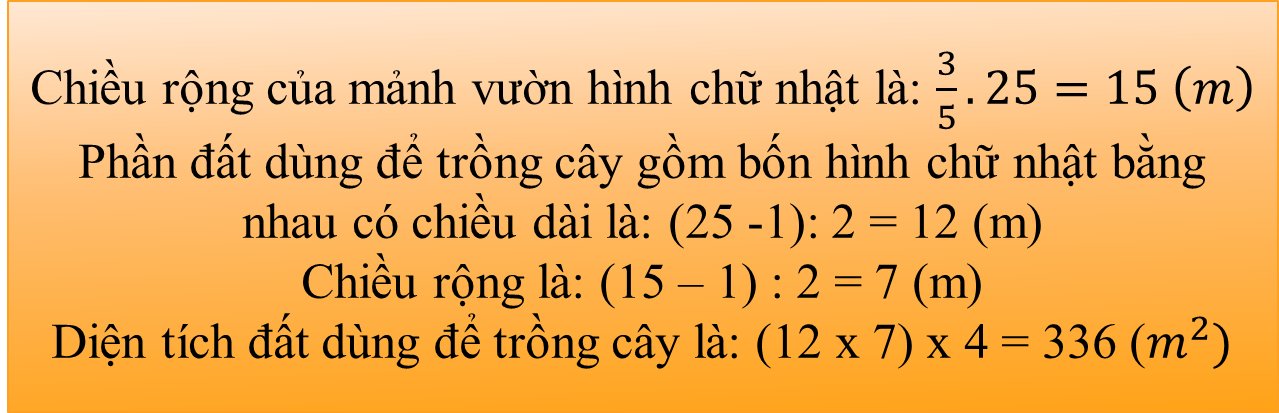 Chiều rộng của mảnh vườn hình chữ nhật là: 3/5 . 25 = 15 (m)
Phần đất dùng để trồng cây gồm bốn hình chữ nhật bằng
nhau có chiều dài là: (25 -1): 2 = 12 (m)
Chiều rộng là: (15 – 1) : 2 = 7 (m)
Diện tích đất dùng để trồng cây là: (12 x 7) x 4 = 336 (m²)